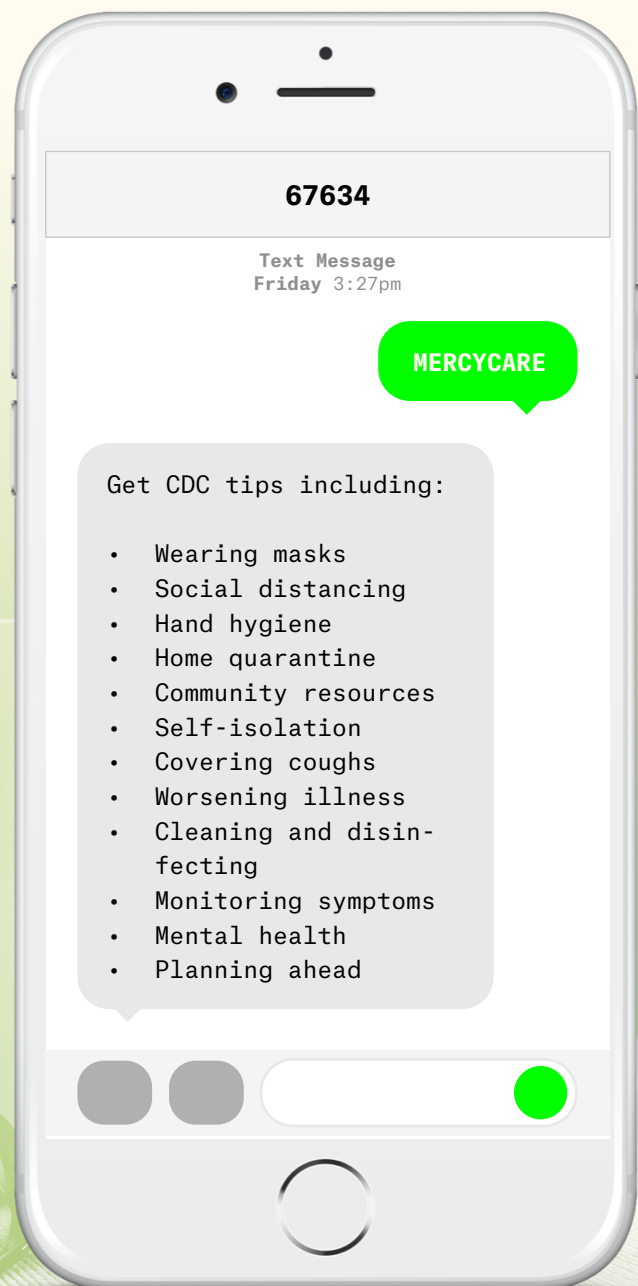 67634
Text Message
Friday 3:27pm
MERCYCARE
Get CDC tips including:
• Wearing masks
• Social distancing
• Hand hygiene
• Home quarantine
• Community resources
• Self-isolation
• Covering coughs
• Worsening illness
• Cleaning and disin-
fecting
• Monitoring symptoms
• Mental health
• Planning ahead